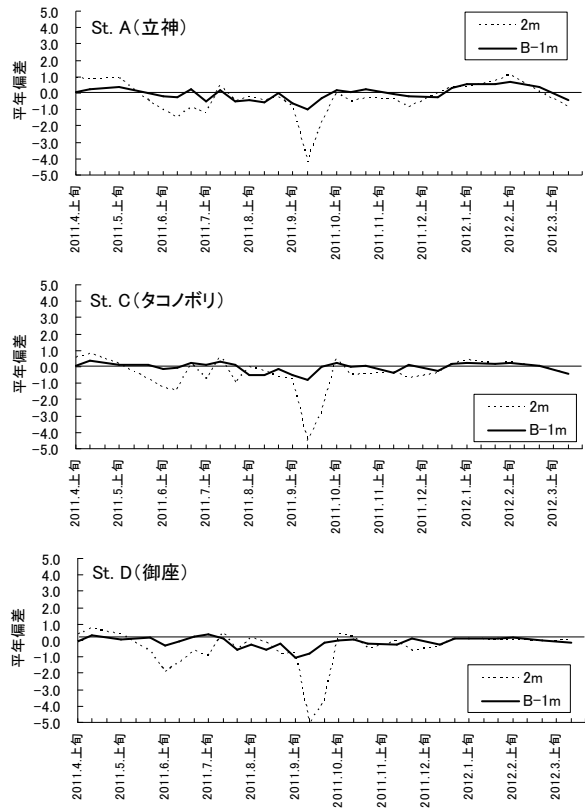 St. A（立神）
2m
B-1m
平年偏差
5.0
4.0
3.0
2.0
1.0
0.0
-1.0
-2.0
-3.0
-4.0
-5.0
2011.4.上旬
2011.5.上旬
2011.6.上旬
2011.7.上旬
2011.8.上旬
2011.9.上旬
2011.10.上旬
2011.11.上旬
2011.12.上旬
2012.1.上旬
2012.2.上旬
2012.3.上旬
St. C（タコノボリ）
2m
B-1m
平年偏差
5.0
4.0
3.0
2.0
1.0
0.0
-1.0
-2.0
-3.0
-4.0
-5.0
2011.4.上旬
2011.5.上旬
2011.6.上旬
2011.7.上旬
2011.8.上旬
2011.9.上旬
2011.10.上旬
2011.11.上旬
2011.12.上旬
2012.1.上旬
2012.2.上旬
2012.3.上旬
St. D（御座）
2m
B-1m
平年偏差
5.0
4.0
3.0
2.0
1.0
0.0
-1.0
-2.0
-3.0
-4.0
-5.0
2011.4.上旬
2011.5.上旬
2011.6.上旬
2011.7.上旬
2011.8.上旬
2011.9.上旬
2011.10.上旬
2011.11.上旬
2011.12.上旬
2012.1.上旬
2012.2.上旬
2012.3.上旬